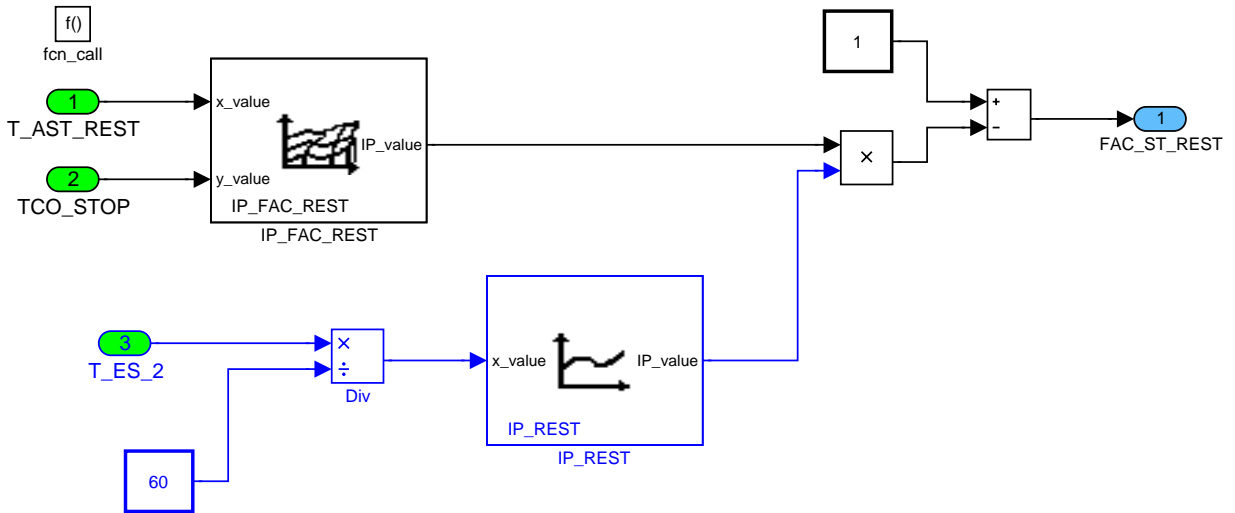 f()
fcn_call
1
T_AST_REST
2
TCO_STOP
x_value
y_value
IP_value
IP_FAC_REST
IP_FAC_REST
1
+
−
×
1
FAC_ST_REST
3
T_ES_2
×
÷
Div
60
x_value
IP_value
IP_REST
IP_REST